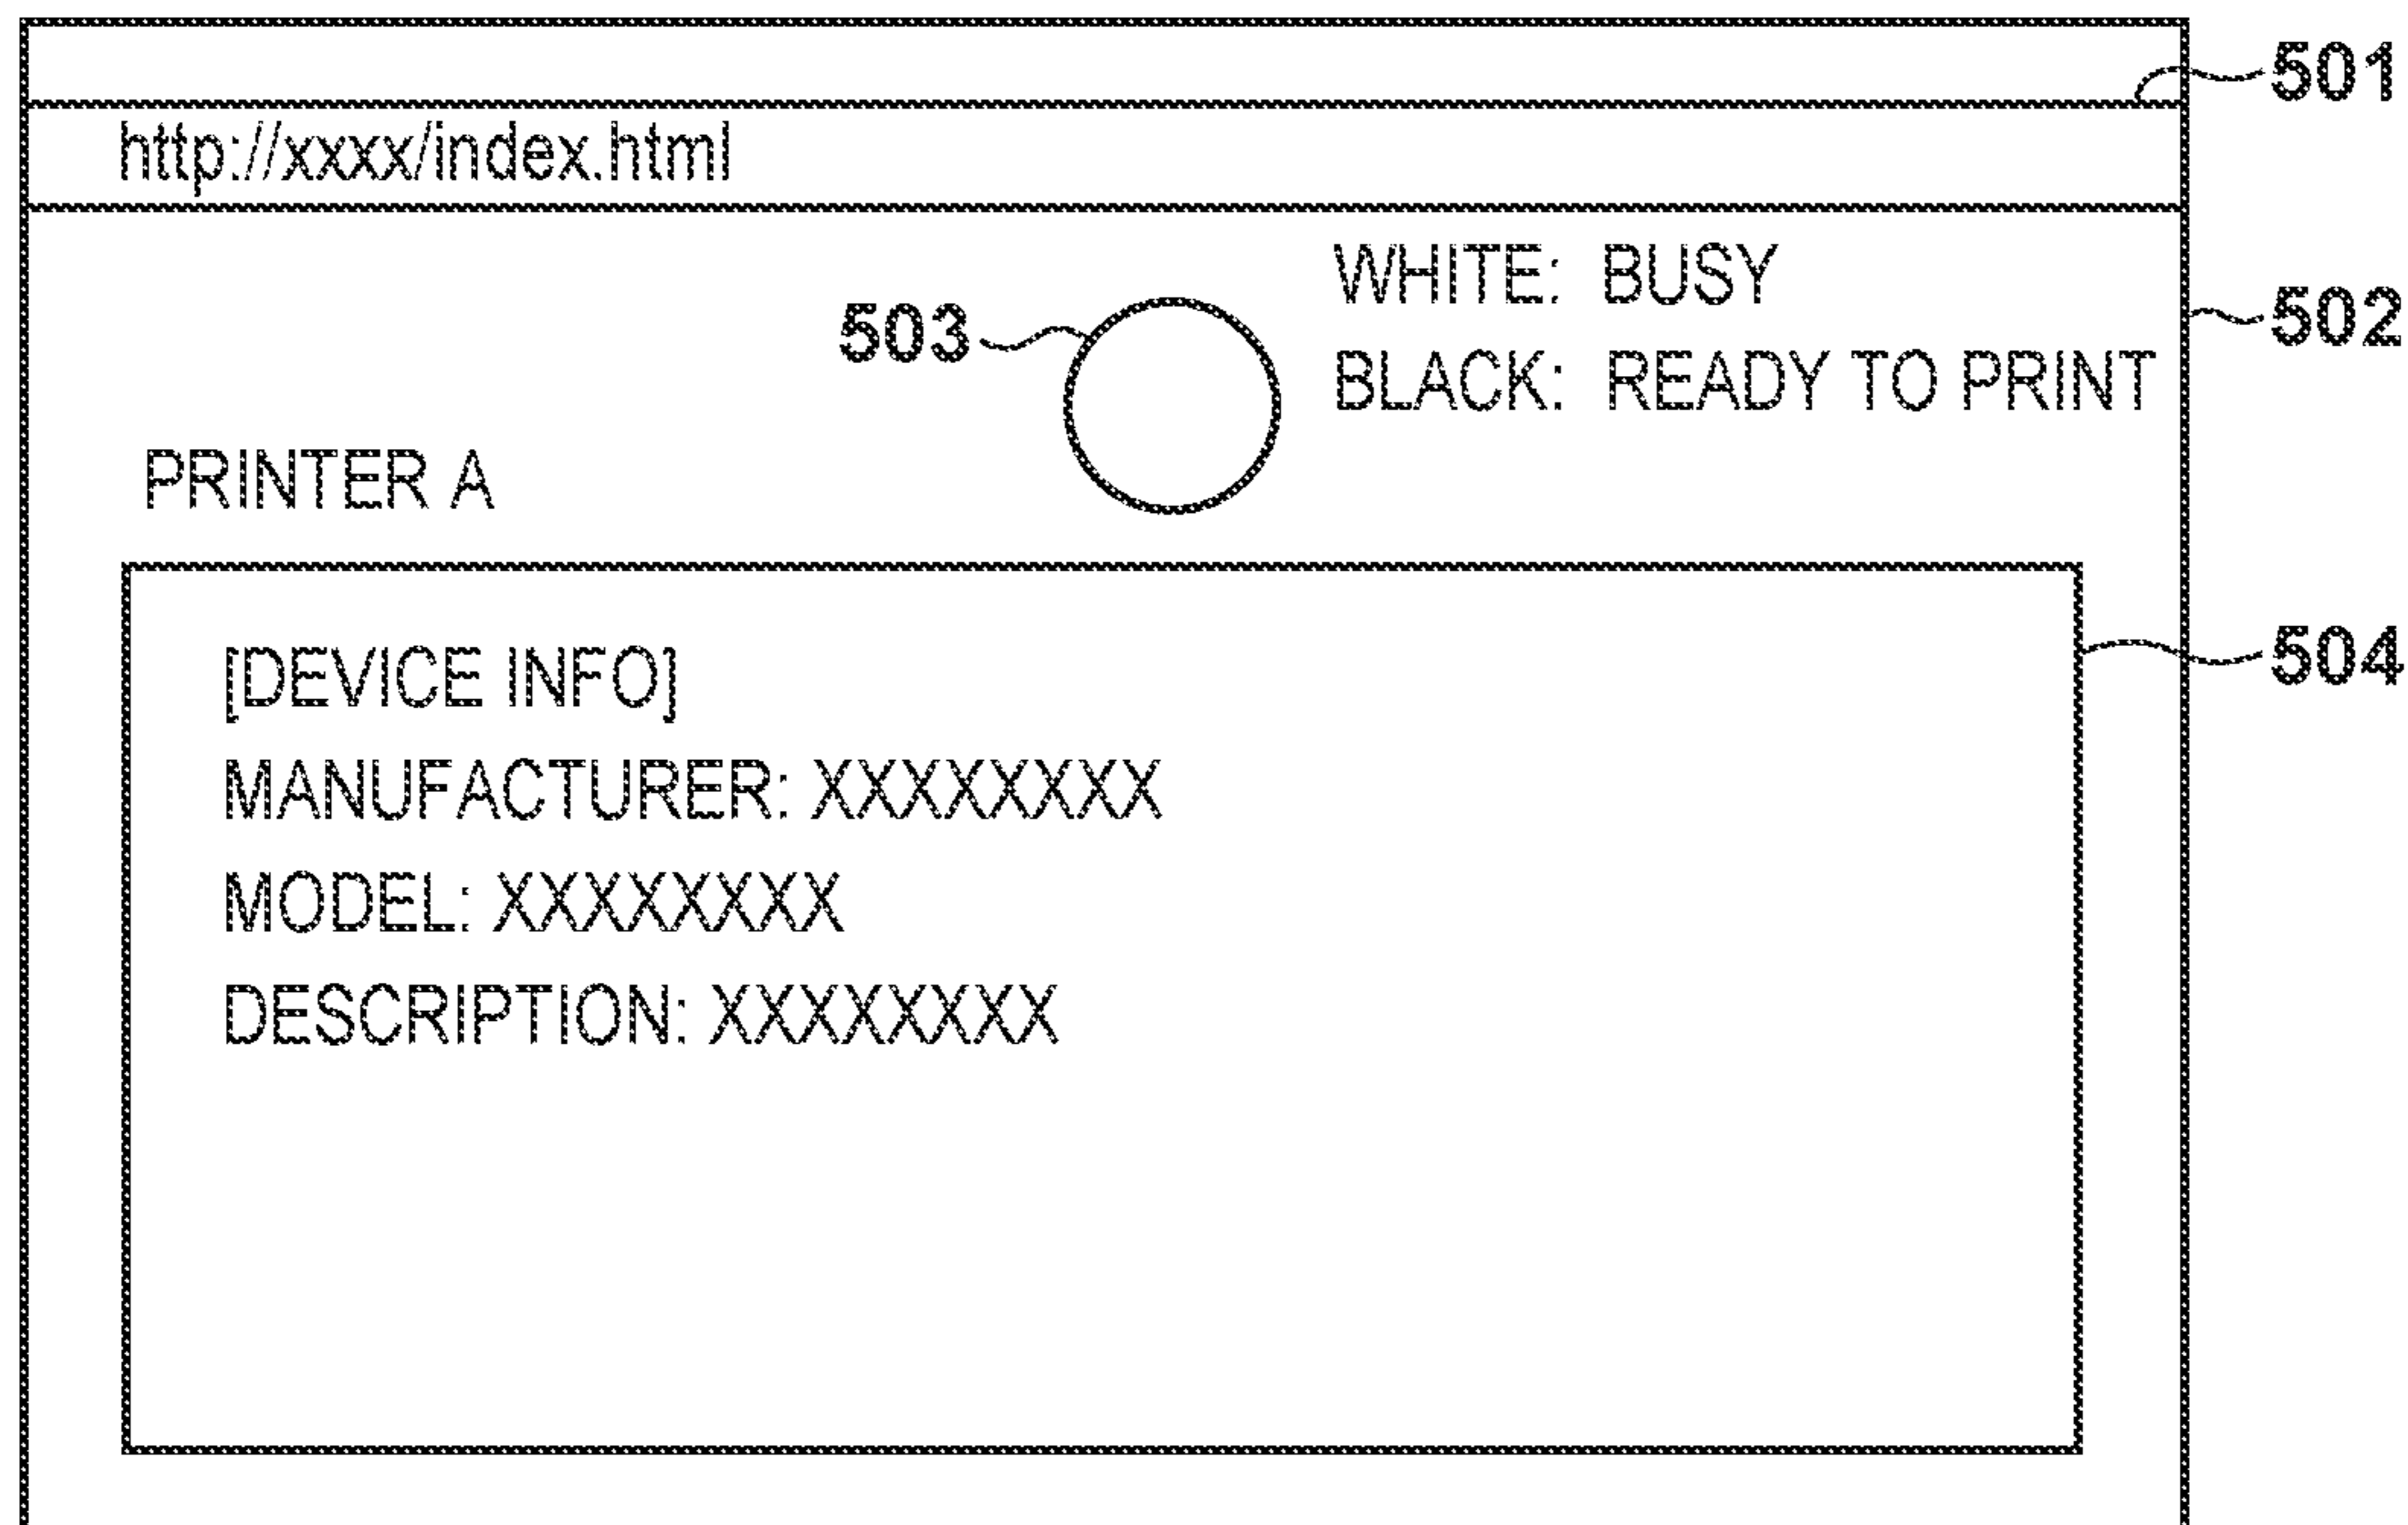 501
http://xxxx/index.html
WHITE: BUSY
502
503
BLACK: READY TO PRINT
PRINTER A
504
[DEVICE INFO]
MANUFACTURER: XXXXXXXX
MODEL: XXXXXXXX
DESCRIPTION: XXXXXXXX